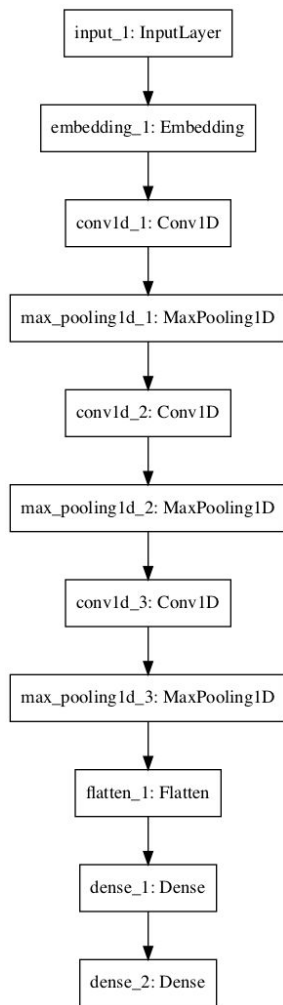 input_1: InputLayer
embedding_1: Embedding
conv1d_1: Conv1D
max_pooling1d_1: MaxPooling1D
conv1d_2: Conv1D
max_pooling1d_2: MaxPooling1D
conv1d_3: Conv1D
max_pooling1d_3: MaxPooling1D
flatten_1: Flatten
dense_1: Dense
dense_2: Dense